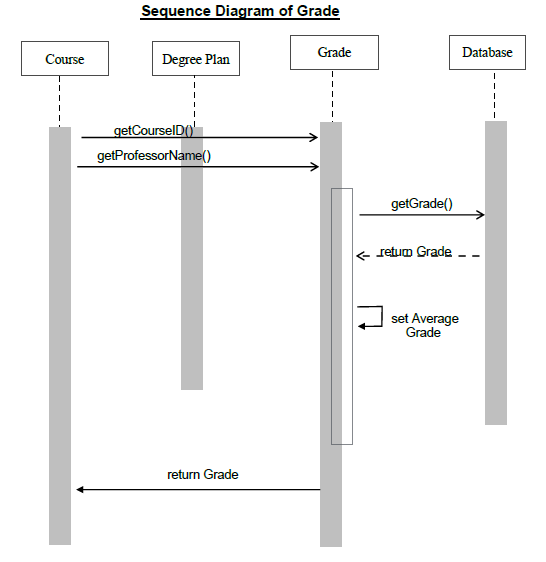 Sequence Diagram of Grade
Course
Degree Plan
Grade
Database
getCourseID()
getProfessorName()
getGrade()
return Grade
set Average
Grade
return Grade